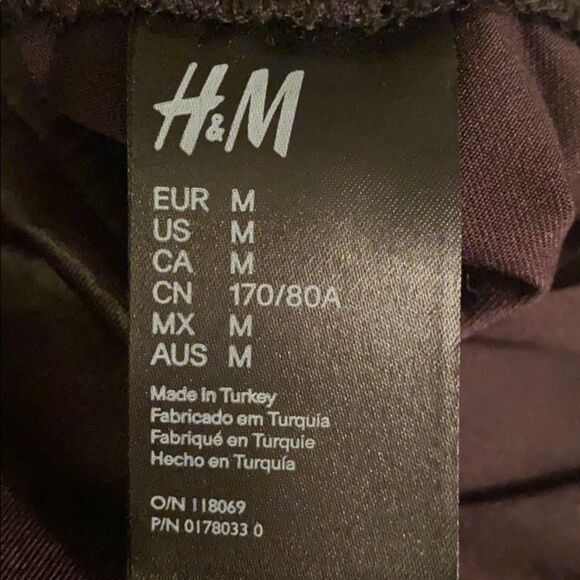 H&M
EUR M
US M
CA M
CN 170/80A
MX M
AUS M
Made in Turkey
Fabricado em Turquia
Fabriqué en Turquie
Hecho en Turquía
O/N 118069
P/N 0178033 0